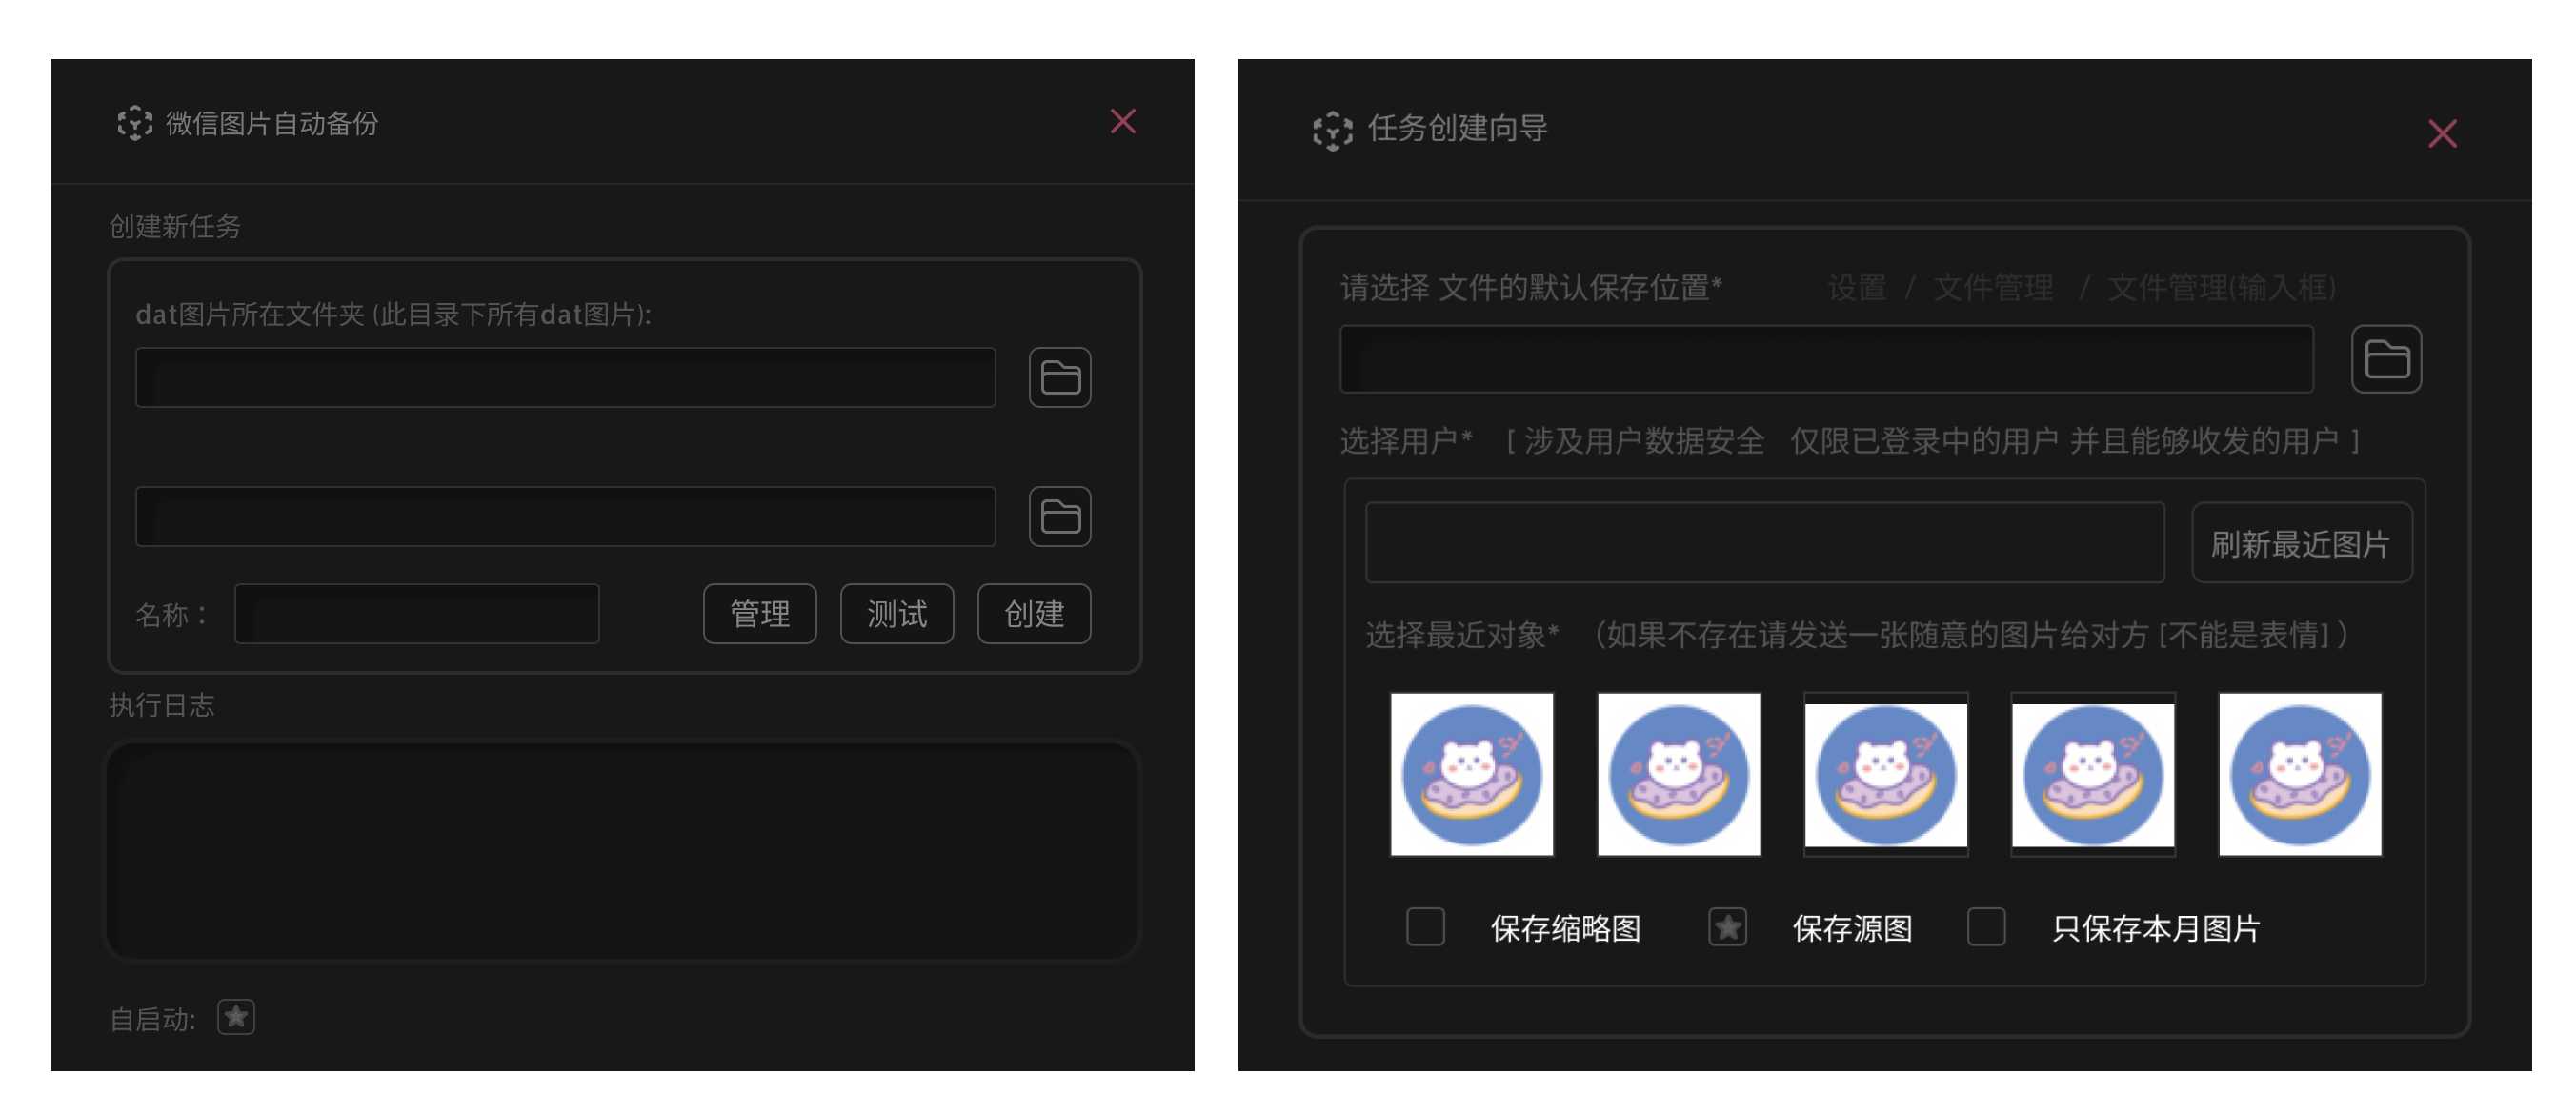 微信图片自动备份
创建新任务
dat图片所在文件夹 (此目录下所有dat图片):
名称：
管理
测试
创建
执行日志
自启动:
任务创建向导
请选择 文件的默认保存位置* 设置 / 文件管理 / 文件管理(输入框)
选择用户* [ 涉及用户数据安全 仅限已登录中的用户 并且能够收发的用户 ]
刷新最近图片
选择最近对象* （如果不存在请发送一张随意的图片给对方 [不能是表情] ）
保存缩略图
保存源图
只保存本月图片